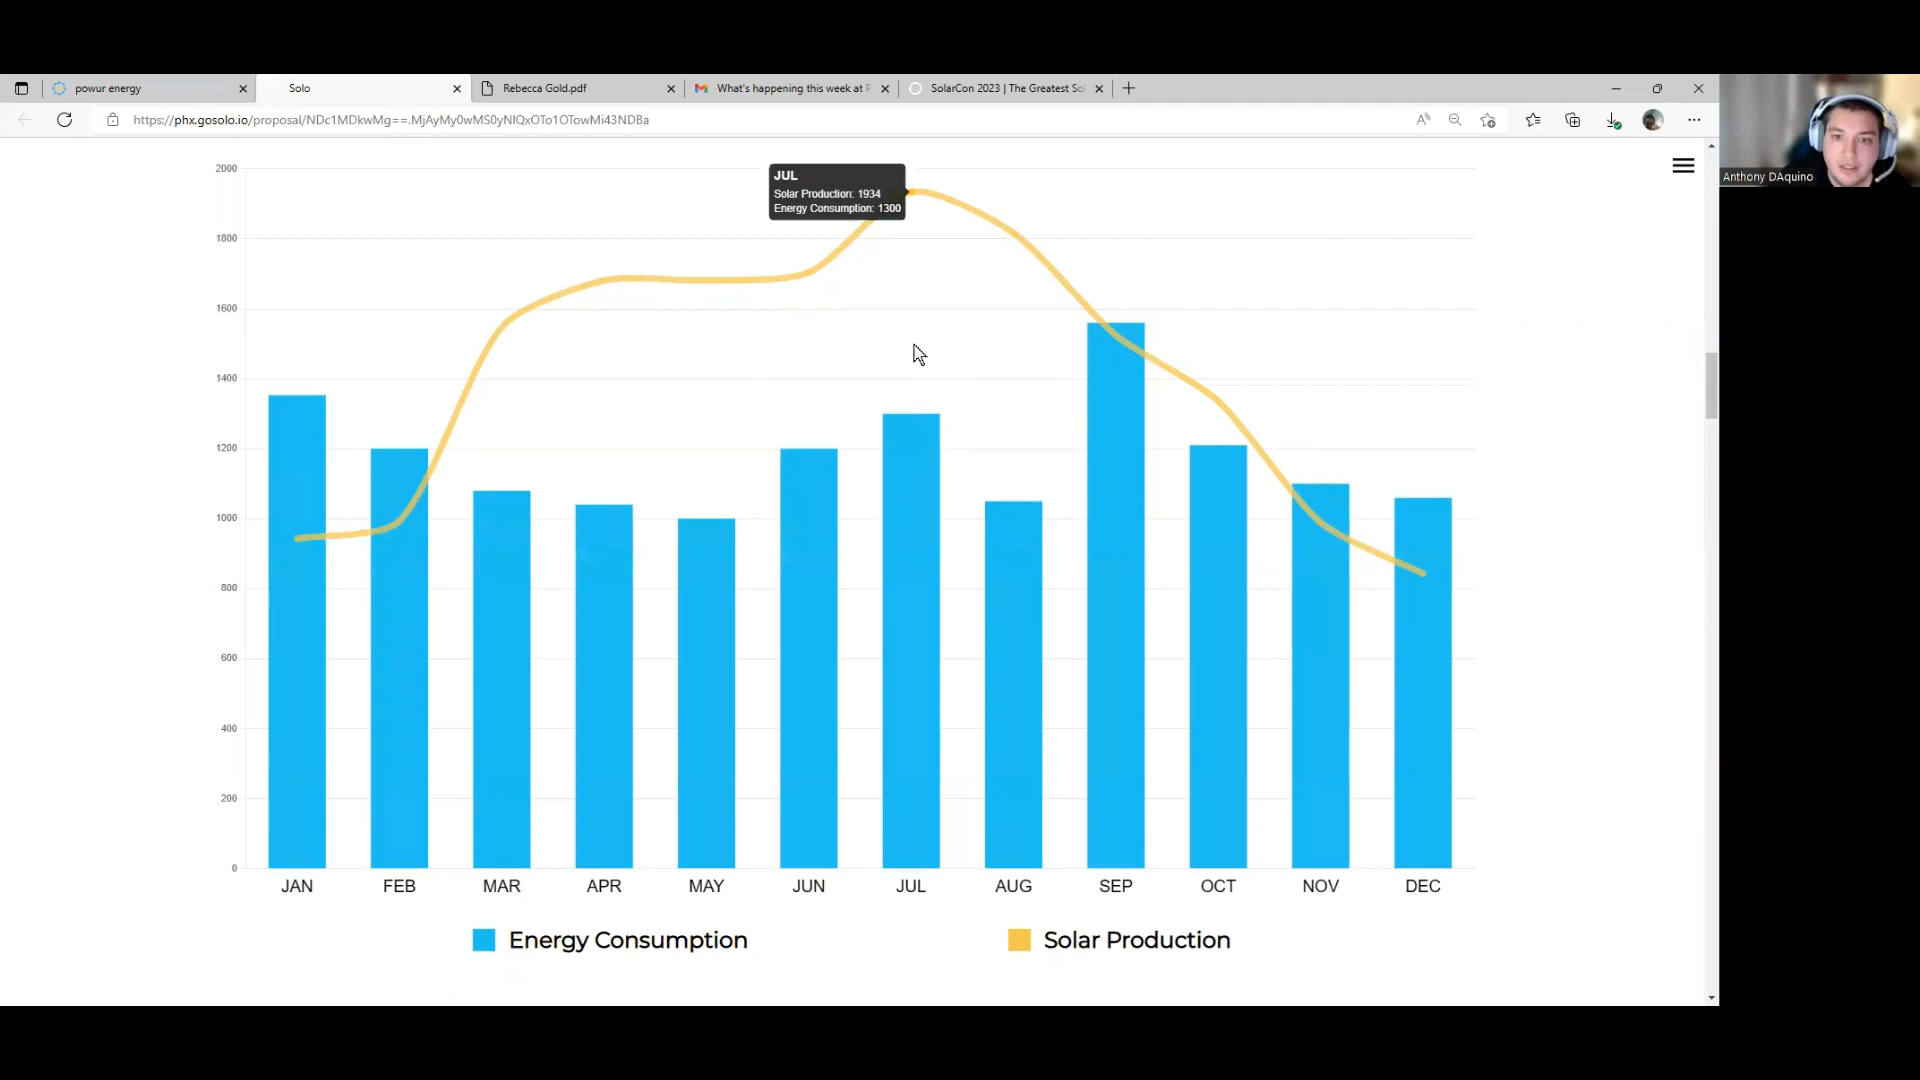 powur energy
Solo
Rebecca Gold.pdf
What's happening this week at P
SolarCon 2023 | The Greatest Sol
https://phx.gosolo.io/proposal/NDc1MDkwMg==.MjAyMy0wMS0yNlQxOTo1OTowMi43NDBa
Anthony DAquino
2000
1800
1600
1400
1200
1000
800
600
400
200
0
JUL
Solar Production: 1934
Energy Consumption: 1300
JAN FEB MAR APR MAY JUN JUL AUG SEP OCT NOV DEC
Energy Consumption Solar Production